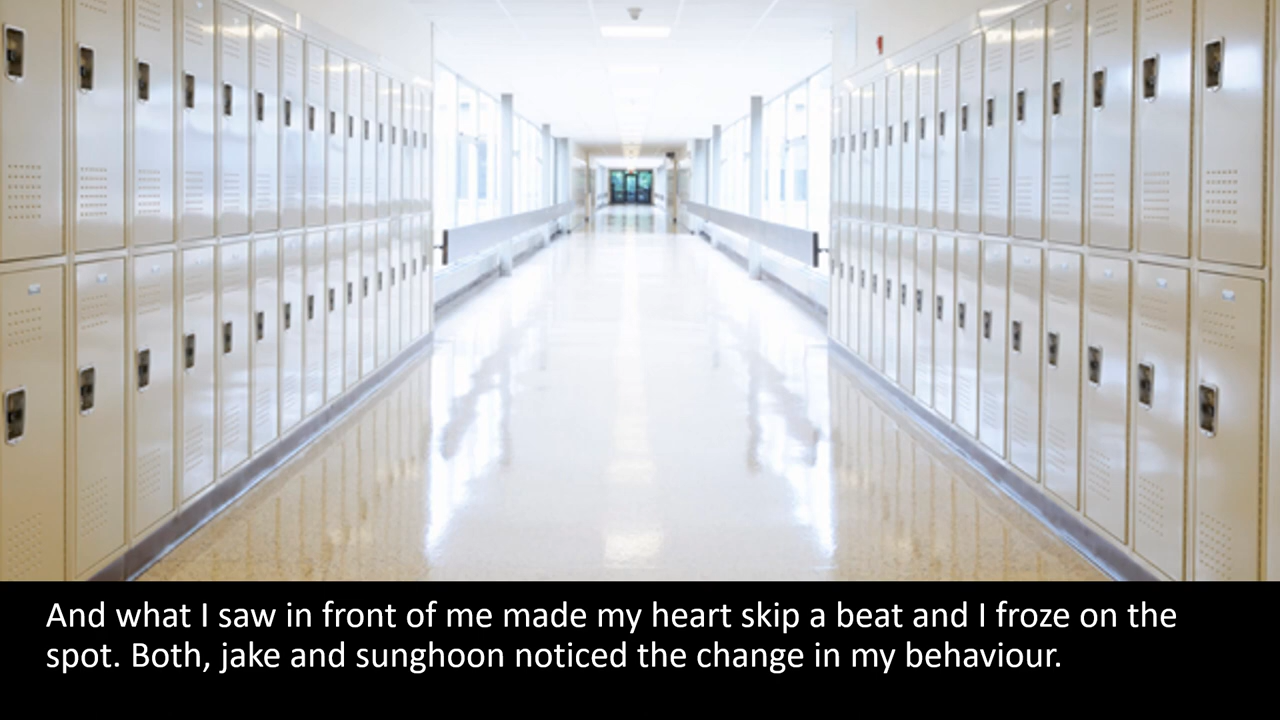 And what I saw in front of me made my heart skip a beat and I froze on the
spot. Both, jake and sunghoon noticed the change in my behaviour.